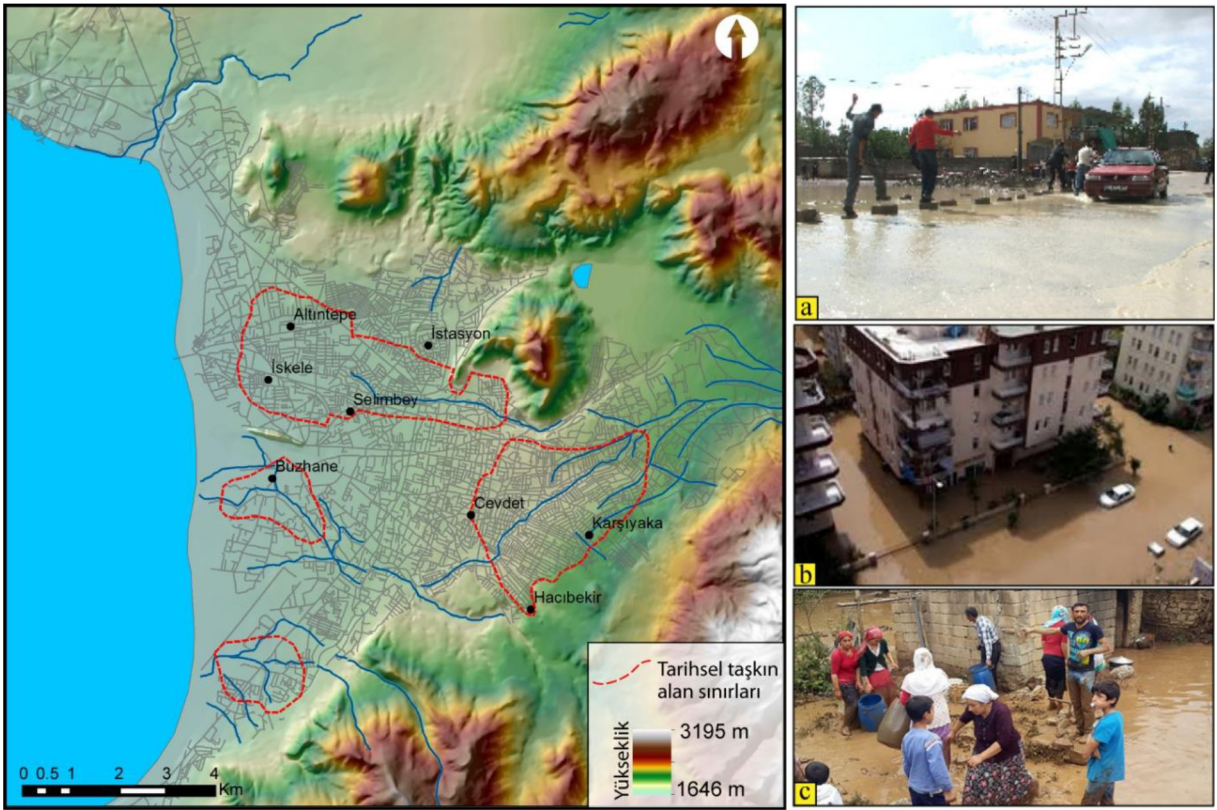 Altıntepe
İstasyon
İskele
Selimbey
Buzhane
Cevdet
Karşıyaka
Hacıbekir
Tarihsel taşkın
alan sınırları
Yükseklik
3195 m
1646 m
0 0.5 1 2 3 4
Km
a
b
c